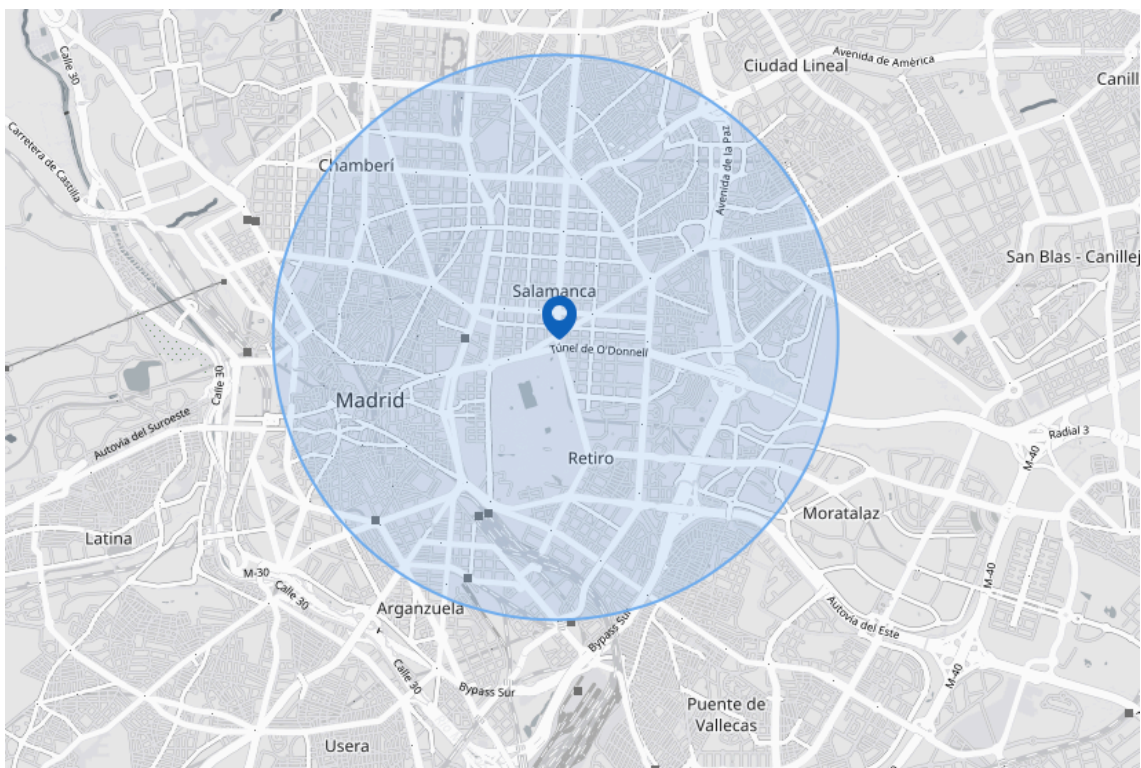 Calle 30
Avenida de América
Ciudad Lineal
Canill
Carretera de Castilla
Chamberí
Avenida de la Paz
San Blas - Canillej
Salamanca
Túnel de O'Donnell
Calle 30
Madrid
Autovía del Suroeste
Radial 3
M-40
Retiro
Moratalaz
Latina
M-30
Calle 30
M-40
Arganzuela
Autovía del Este
Bypass Sur
Calle 30
M-40
Bypass Sur
Puente de
Vallecas
Usera